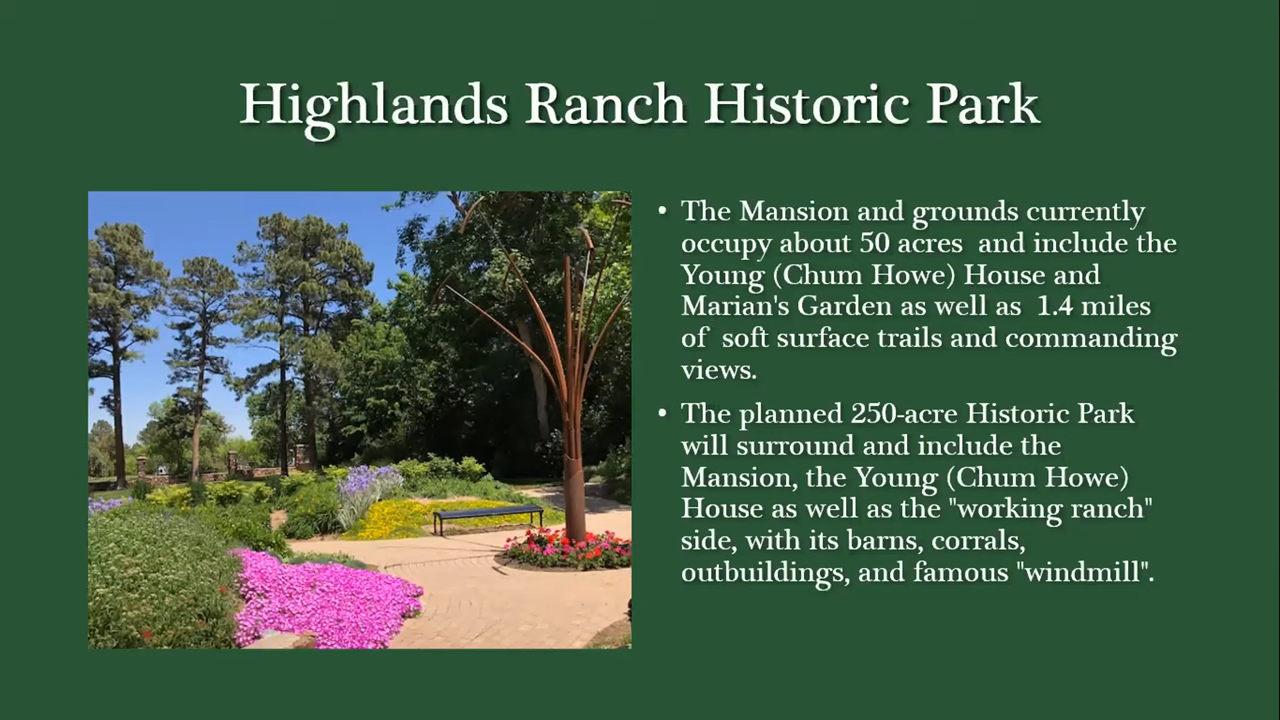 Highlands Ranch Historic Park
• The Mansion and grounds currently
occupy about 50 acres  and include the
Young (Chum Howe) House and
Marian's Garden as well as  1.4 miles
of  soft surface trails and commanding
views.
• The planned 250-acre Historic Park
will surround and include the
Mansion, the Young (Chum Howe)
House as well as the "working ranch"
side, with its barns, corrals,
outbuildings, and famous "windmill".